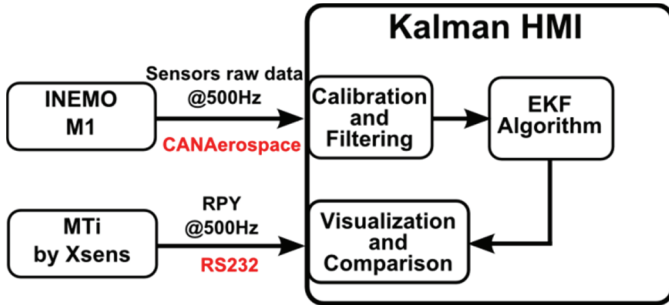 Kalman HMI
Sensors raw data
@500Hz
CANAerospace
INEMO
M1
Calibration
and
Filtering
EKF
Algorithm
RPY
@500Hz
RS232
MTi
by Xsens
Visualization
and
Comparison